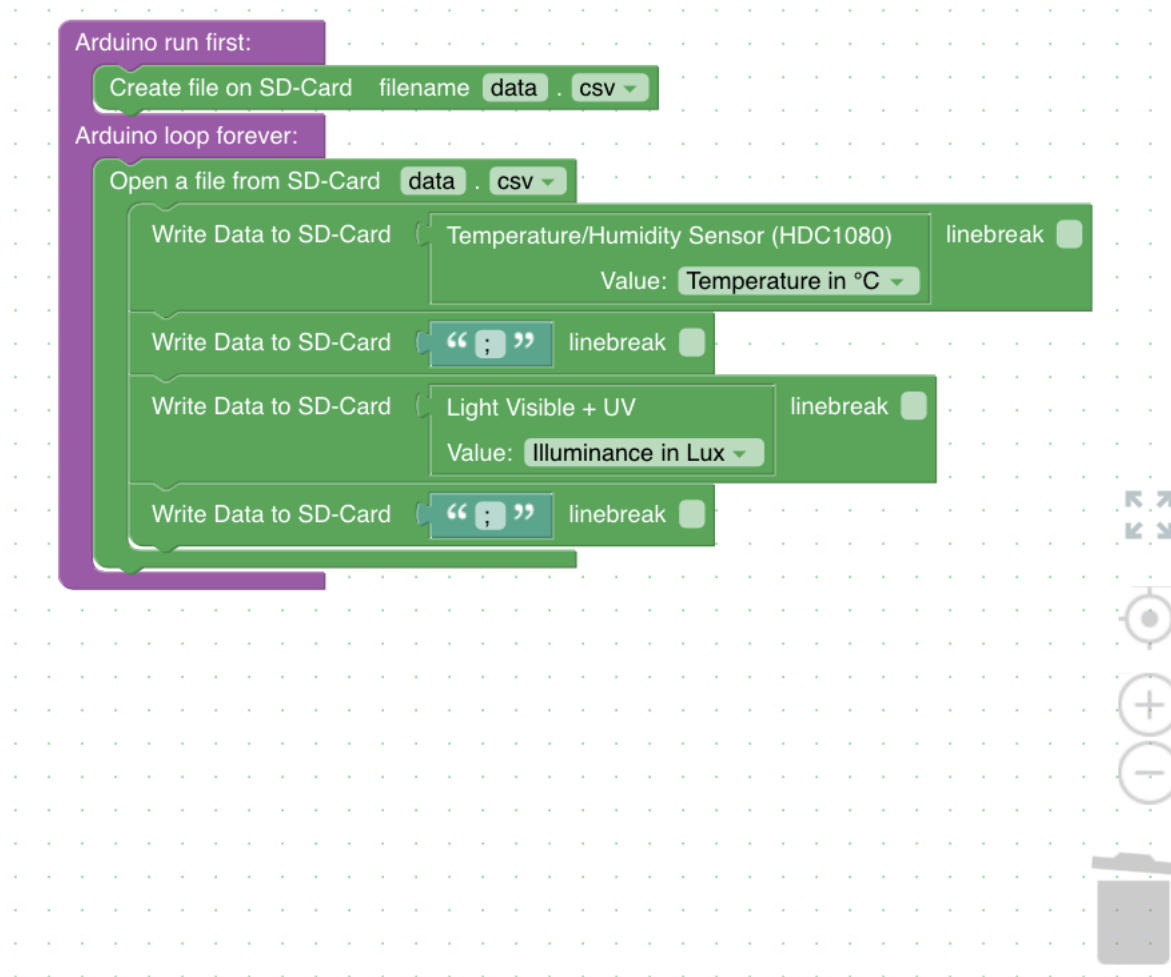 Arduino run first:
Create file on SD-Card filename data . csv
Arduino loop forever:
Open a file from SD-Card data . csv
Write Data to SD-Card Temperature/Humidity Sensor (HDC1080) linebreak
Value: Temperature in °C
Write Data to SD-Card “ ; ” linebreak
Write Data to SD-Card Light Visible + UV linebreak
Value: Illuminance in Lux
Write Data to SD-Card “ ; ” linebreak